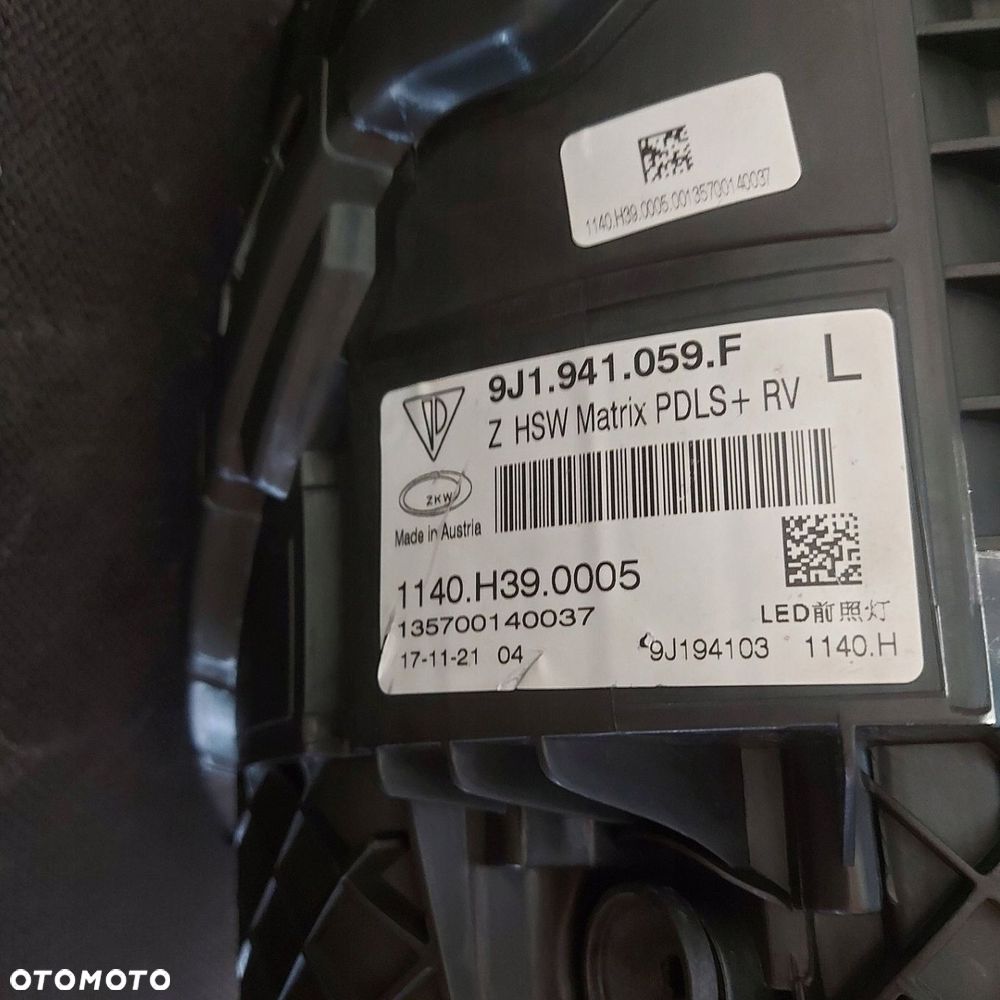 1140.H39.0005.00135700140037
9J1.941.059.F L
Z HSW Matrix PDLS+ RV
ZKW
Made in Austria
1140.H39.0005
135700140037
LED前照灯
17-11-21 04 9J194103 1140.H
OTOMOTO